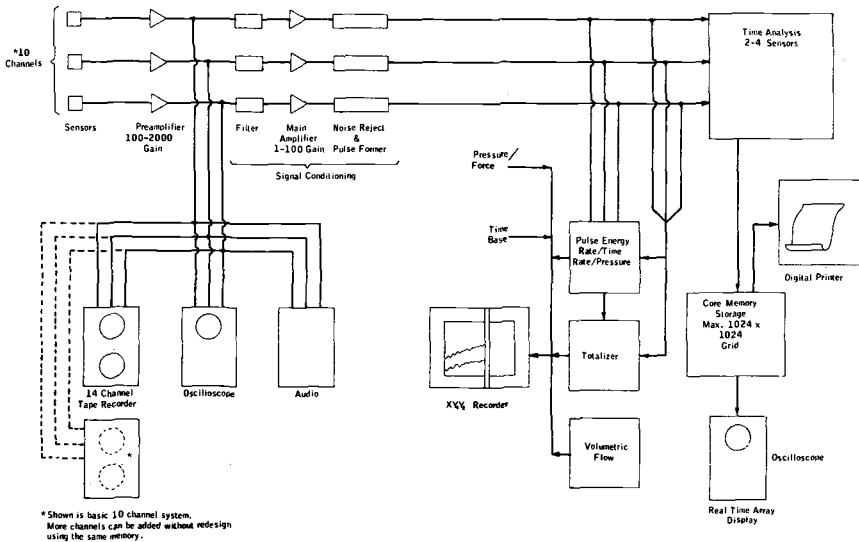 *10
Channels
Sensors
Preamplifier
100-2000
Gain
Filter
Main
Amplifier
1-100 Gain
Noise Reject
&
Pulse Former
Signal Conditioning
Time Analysis
2-4 Sensors
Pressure/
Force
Time
Base
Pulse Energy
Rate/Time
Rate/Pressure
Digital Printer
Core Memory
Storage
Max. 1024 x
1024
Grid
14 Channel
Tape Recorder
Oscilloscope
Audio
Recorder
Totalizer
Volumetric
Flow
Oscilloscope
Real Time Array
Display
*
* Shown is basic 10 channel system.
More channels can be added without redesign
using the same memory.